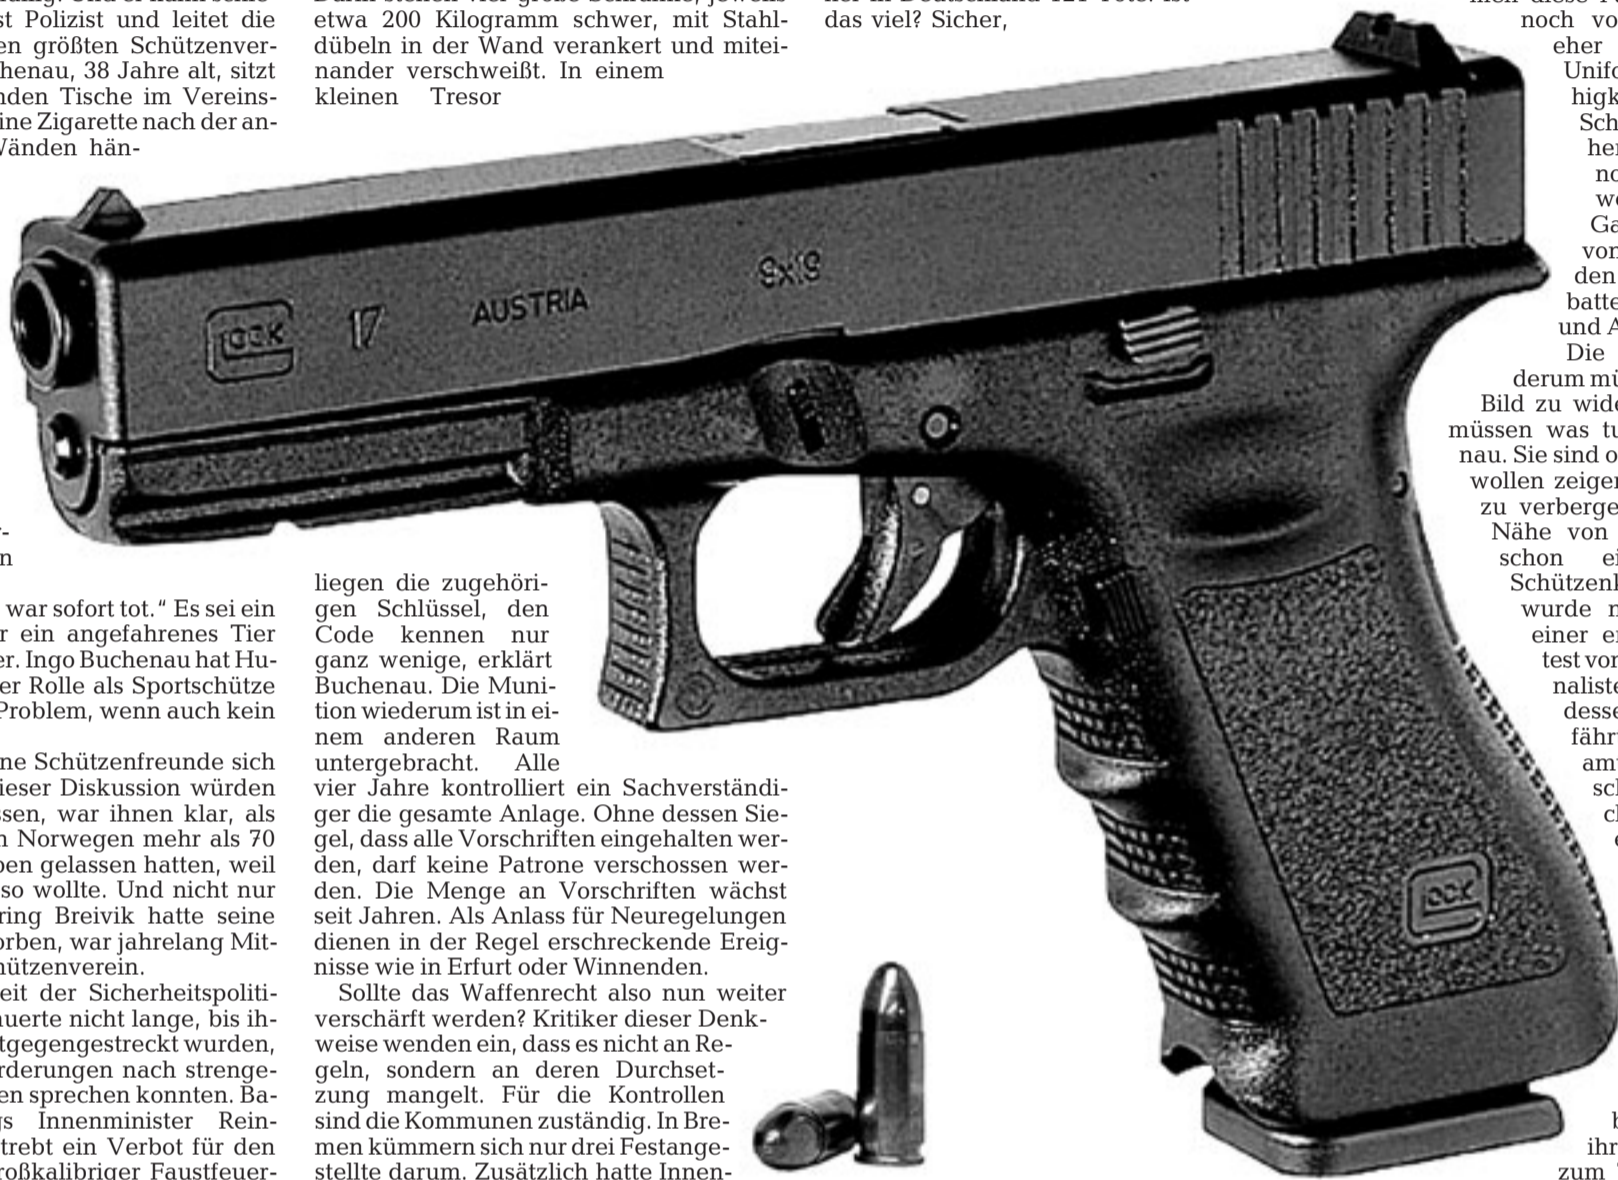 st Polizist und leitet die
en größten Schützenver-
henau, 38 Jahre alt, sitzt
nden Tische im Vereins-
ine Zigarette nach der an-
Wänden hän-
n
war sofort tot.“ Es sei ein
r ein angefahrenes Tier
er. Ingo Buchenau hat Hu-
er Rolle als Sportschütze
Problem, wenn auch kein
ne Schützenfreunde sich
ieser Diskussion würden
ssen, war ihnen klar, als
n Norwegen mehr als 70
ben gelassen hatten, weil
so wollte. Und nicht nur
ring Breivik hatte seine
orben, war jahrelang Mit-
hützenverein.
eit der Sicherheitspoliti-
auerte nicht lange, bis ih-
tgegengestreckt wurden,
rderungen nach strenge-
en sprechen konnten. Ba-
gs Innenminister Rein-
trebt ein Verbot für den
roßkalibriger Faustfeuer-
etwa 200 Kilogramm schwer, mit Stahl-
dübeln in der Wand verankert und mitei-
nander verschweißt. In einem
kleinen Tresor
liegen die zugehöri-
gen Schlüssel, den
Code kennen nur
ganz wenige, erklärt
Buchenau. Die Muni-
tion wiederum ist in ei-
nem anderen Raum
untergebracht. Alle
vier Jahre kontrolliert ein Sachverständi-
ger die gesamte Anlage. Ohne dessen Sie-
gel, dass alle Vorschriften eingehalten wer-
den, darf keine Patrone verschossen wer-
den. Die Menge an Vorschriften wächst
seit Jahren. Als Anlass für Neuregelungen
dienen in der Regel erschreckende Ereig-
nisse wie in Erfurt oder Winnenden.
Sollte das Waffenrecht also nun weiter
verschärft werden? Kritiker dieser Denk-
weise wenden ein, dass es nicht an Re-
geln, sondern an deren Durchset-
zung mangelt. Für die Kontrollen
sind die Kommunen zuständig. In Bre-
men kümmern sich nur drei Festange-
stellte darum. Zusätzlich hatte Innen-
das viel? Sicher,
GLOCK 17 AUSTRIA 9x19
GLOCK
noch vo
eher
Unifo
higk
Sch
her
no
we
Ga
von
den
batte
und A
Die
derum mü
Bild zu wide
müssen was tu
nau. Sie sind o
wollen zeigen
zu verberge
Nähe von
schon ei
Schützenk
wurde n
einer er
test vor
naliste
desse
fähr
am
sc
c
e
b
ihr
zum